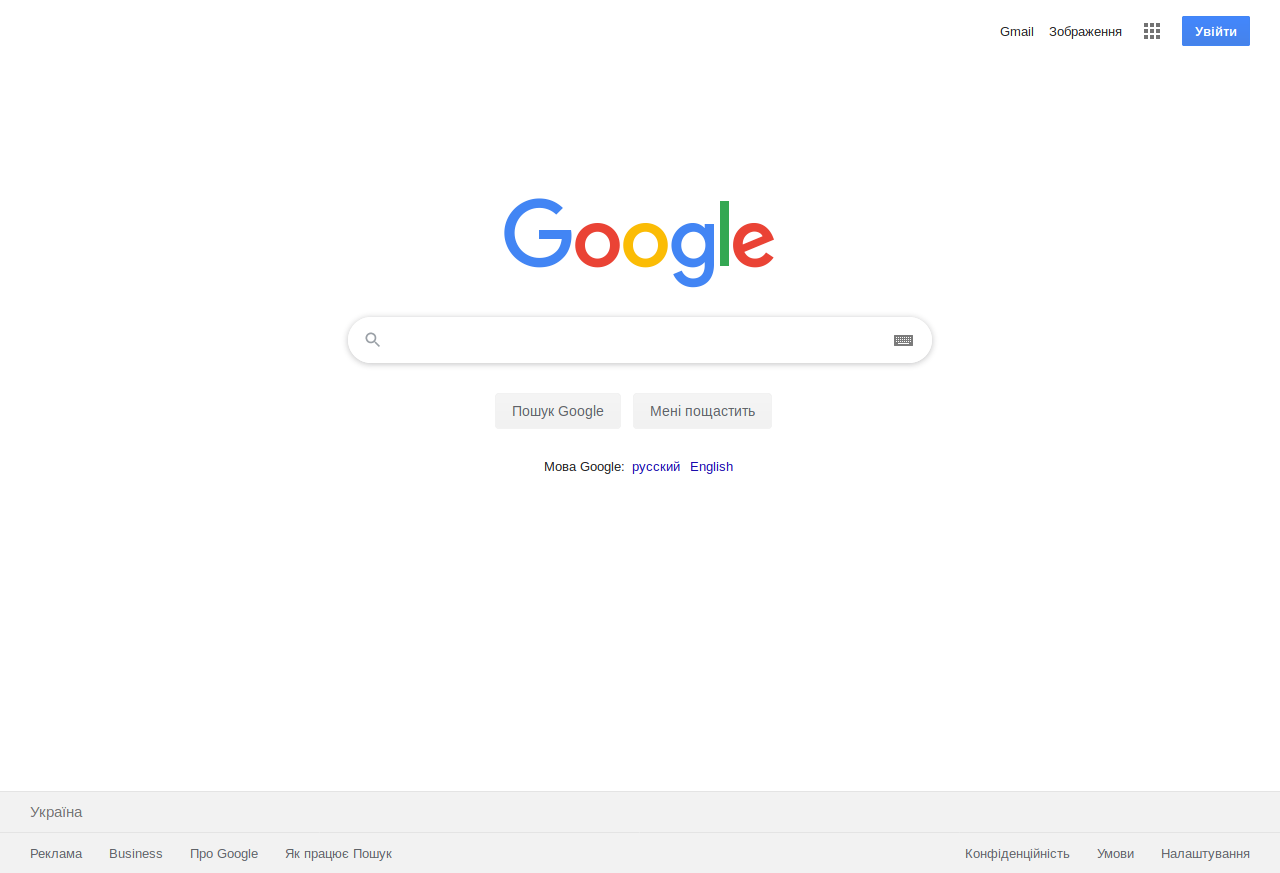 Gmail Зображення Увійти
Google
Пошук Google Мені пощастить
Мова Google: русский English
Україна
Реклама Business Про Google Як працює Пошук Конфіденційність Умови Налаштування